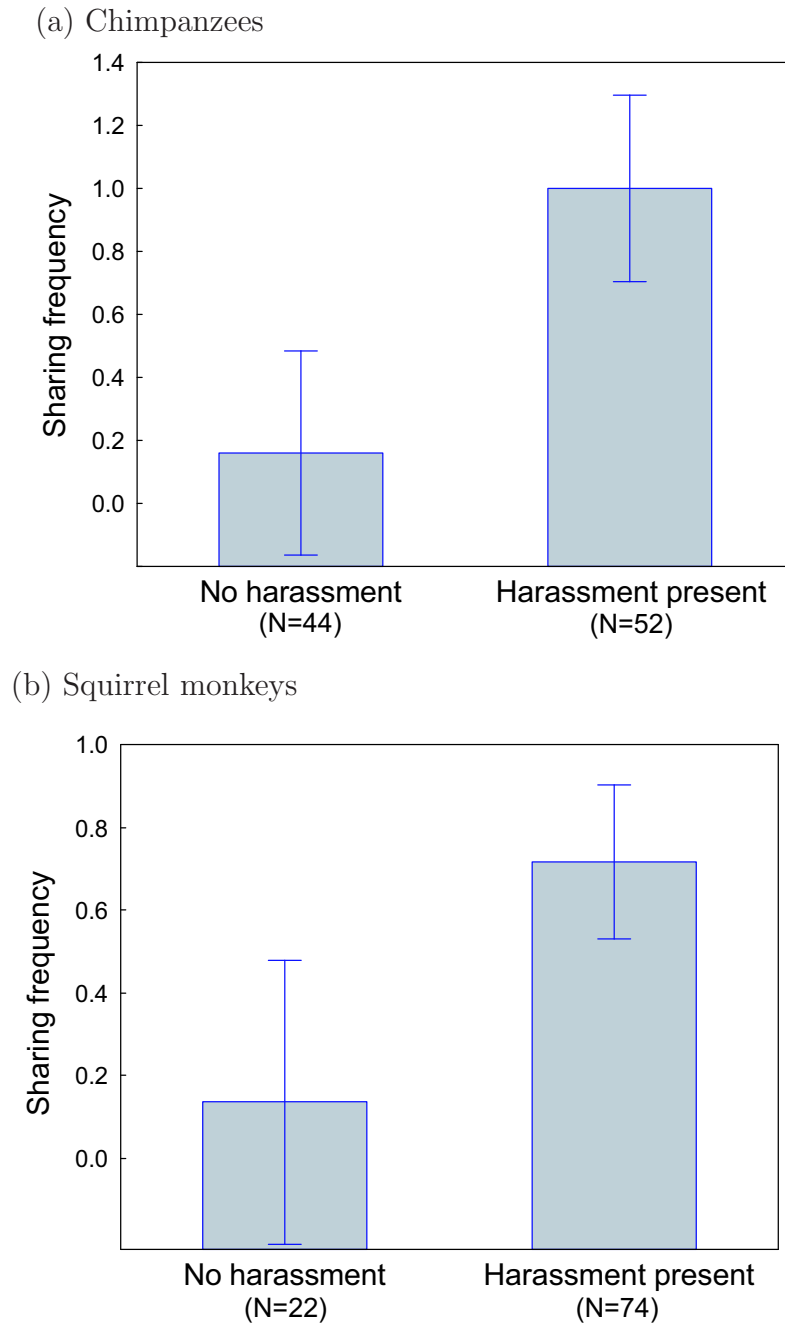 (a) Chimpanzees
1.4
1.2
1.0
0.8
0.6
0.4
0.2
0.0
Sharing frequency
No harassment
(N=44)
Harassment present
(N=52)
(b) Squirrel monkeys
1.0
0.8
0.6
0.4
0.2
0.0
Sharing frequency
No harassment
(N=22)
Harassment present
(N=74)